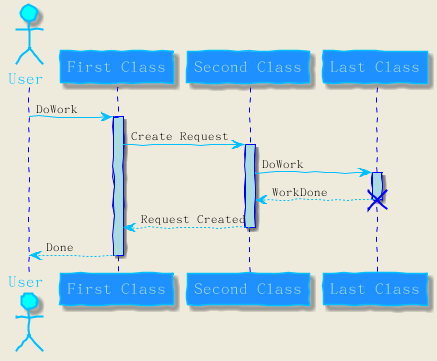 User
First Class
Second Class
Last Class
DoWork
Create Request
DoWork
WorkDone
Request Created
Done
User
First Class
Second Class
Last Class